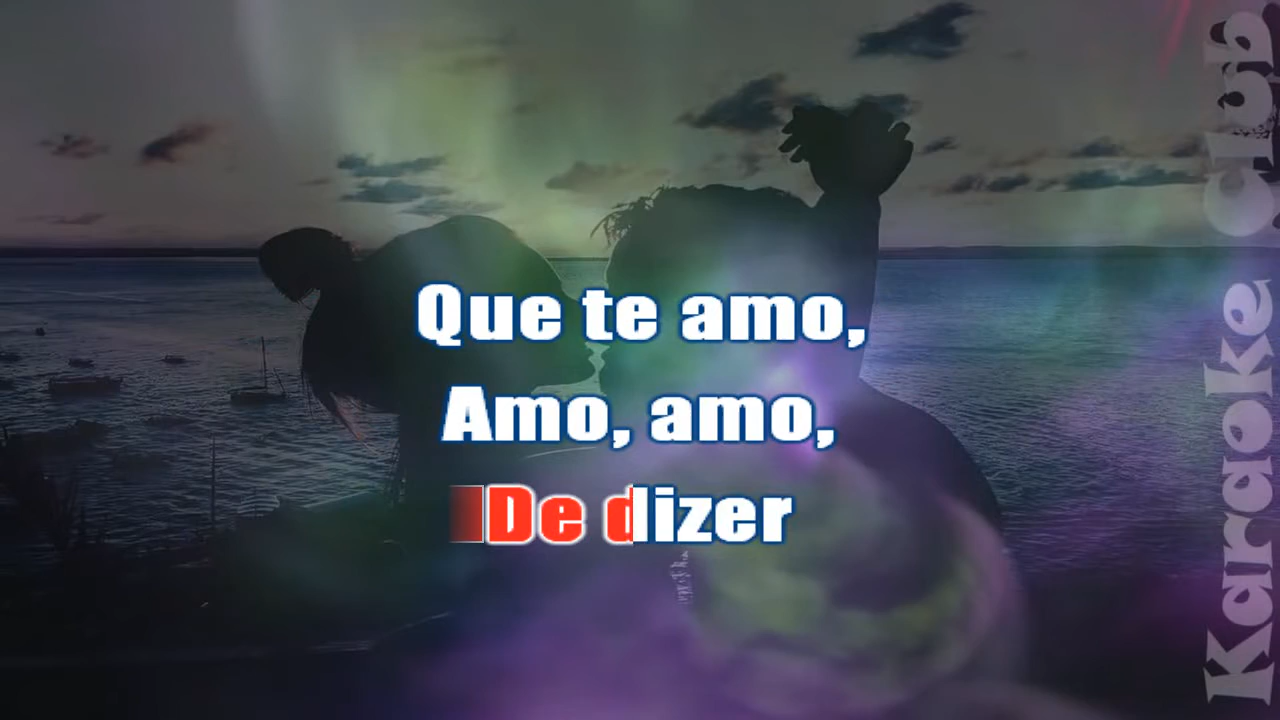 Que te amo,
Amo, amo,
De dizer
Karaoke Club